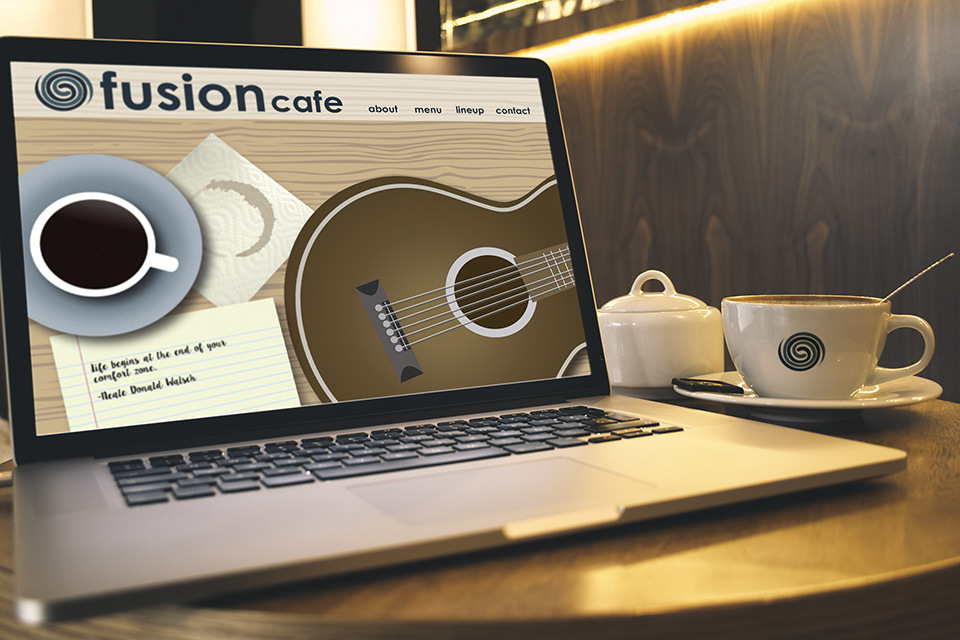 fusion cafe
about menu lineup contact
life begins at the end of your
comfort zone.
-Neale Donald Walsch